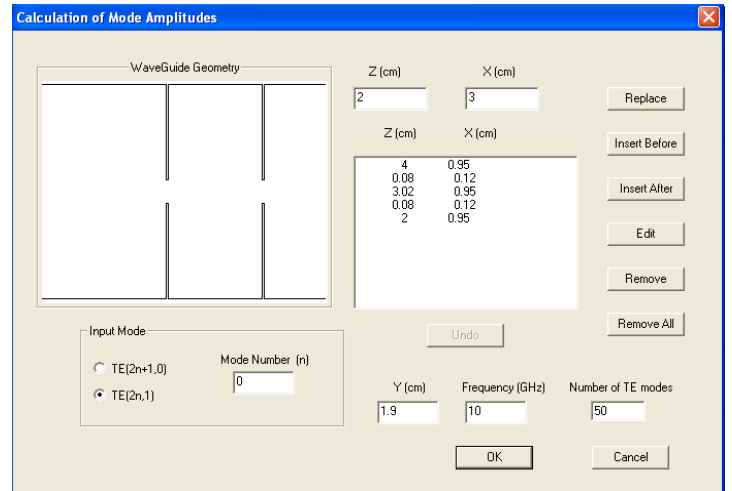 Calculation of Mode Amplitudes
WaveGuide Geometry
Z (cm) X (cm)
2 3
Replace
Z (cm) X (cm)
Insert Before
4 0.95
0.08 0.12
3.02 0.95
0.08 0.12
2 0.95
Insert After
Edit
Remove
Remove All
Undo
Input Mode
TE(2n+1,0)
TE(2n,1)
Mode Number (n)
0
Y (cm) Frequency (GHz) Number of TE modes
1.9 10 50
OK Cancel